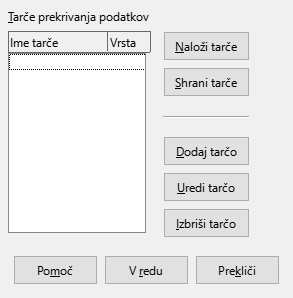 Tarče prekrivanja podatkov
Ime tarče Vrsta
Naloži tarče
Shrani tarče
Dodaj tarčo
Uredi tarčo
Izbriši tarčo
Pomoč V redu Prekliči